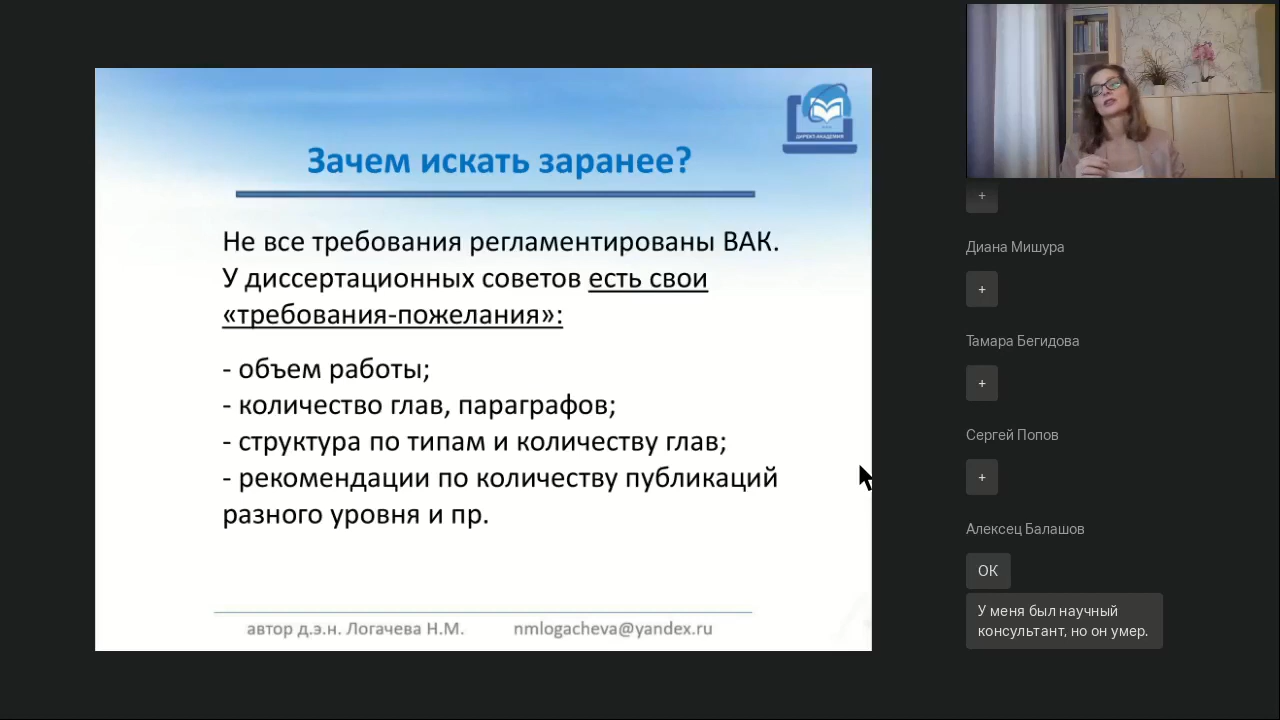 ДИРЕКТ-АКАДЕМИЯ
Зачем искать заранее?
Не все требования регламентированы ВАК.
У диссертационных советов есть свои
«требования-пожелания»:
- объем работы;
- количество глав, параграфов;
- структура по типам и количеству глав;
- рекомендации по количеству публикаций
разного уровня и пр.
автор д.э.н. Логачева Н.М. nmlogacheva@yandex.ru
+
Диана Мишура
+
Тамара Бегидова
+
Сергей Попов
+
Алексец Балашов
ОК
У меня был научный
консультант, но он умер.